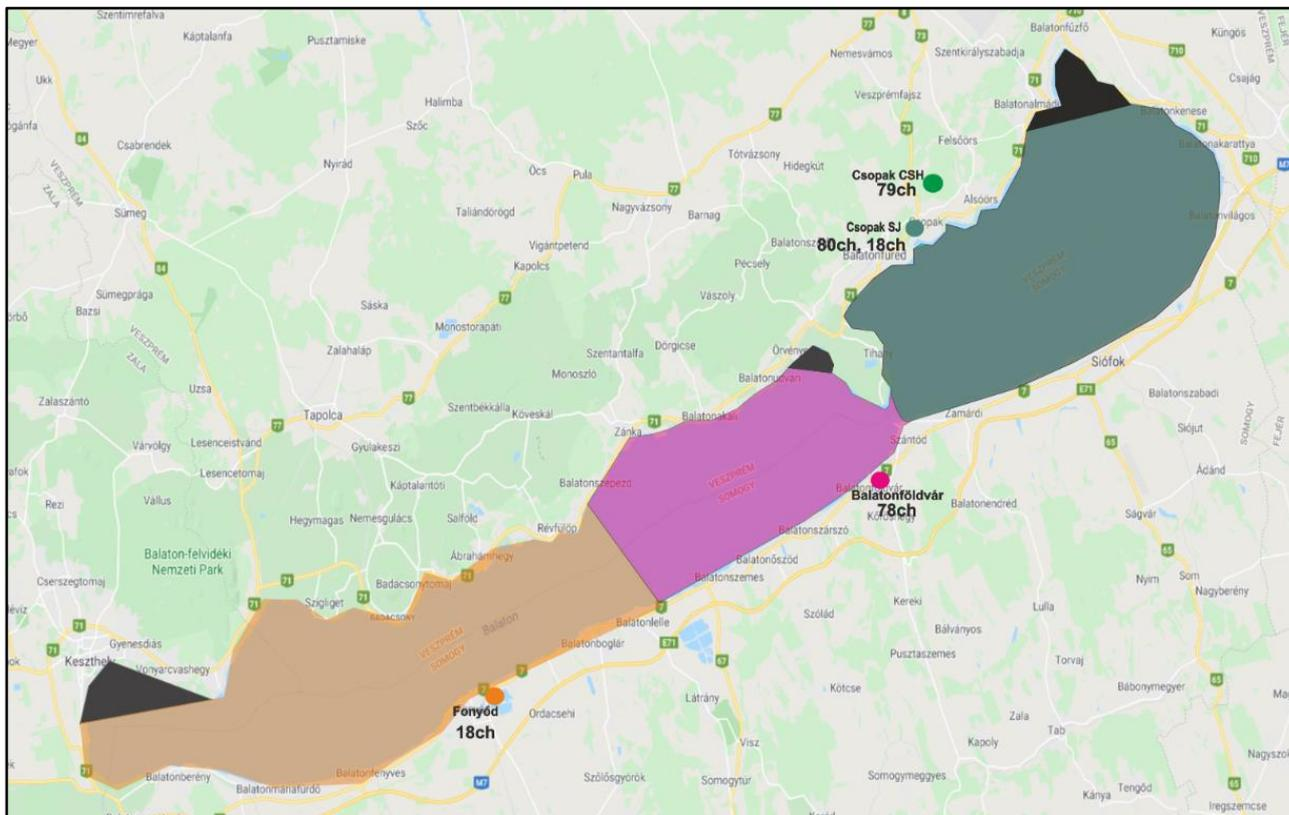 Szentimrefalva
Káptalanfa
Pusztamiske
Nemesvámos
Szentkirályszabadja
Balatonfűzfő
Küngös
Csajág
Megyer
Ukk
Csabrendek
Halimba
Szőc
Nyirád
Öcs
Pula
Nagyvázsony
Tótvázsony
Hidegkút
Barnag
Veszprémfajsz
Felsőörs
Balatonalmádi
Balatonkenese
Balatonakarattya
Balatonvilágos
Csopak CSH
79ch
Alsóörs
Csopak SJ
80ch, 18ch
Balatonfüred
Sümeg
Taliándörögd
Vigántpetend
Kapolcs
Pécsely
Vászoly
Sümegprága
Bazsi
Sáska
Monostorapáti
Zalahaláp
Szentantalfa
Dörgicse
Monoszló
Örvényes
Tihany
Siófok
Balatonszabadi
Siójut
Ádánd
Uzsa
Zalaszántó
Tapolca
Szentbékkálla
Köveskál
Zánka
Balatonakali
Balatonudvari
Zamárdi
Szántód
Várvölgy
Lesenceistvánd
Lesencetomaj
Gyulakeszi
Káptalantóti
Balatonszepezd
VESZPRÉM
SOMOGY
Balatonföldvár
78ch
Kőröshegy
Balatonendréd
Ságvár
Rezi
Vállus
Hegymagas
Nemesgulács
Salföld
Révfülöp
Balatonszárszó
Balatonőszöd
Balatonszemes
Balaton-felvidéki
Nemzeti Park
Ábrahámhegy
Badacsonytomaj
Szigliget
BADACSONY
Cserszegtomaj
Gyenesdiás
Keszthely
Vonyarcvashegy
Balaton
Balatonlelle
Balatonboglár
Szólád
Kereki
Bálványos
Pusztaszemes
Lulla
Torvaj
Nyim
Som
Nagyberény
Bábonymegyer
Látrány
Kötcse
Fonyód
18ch
Ordacsehi
Balatonberény
Balatonmáriafürdő
Balatonfenyves
Szőlősgyörök
Visz
Somogytúr
Somogymeggyes
Kapoly
Zala
Tab
Kánya
Tengőd
Nagyszok
Iregszemcse
M7
E71